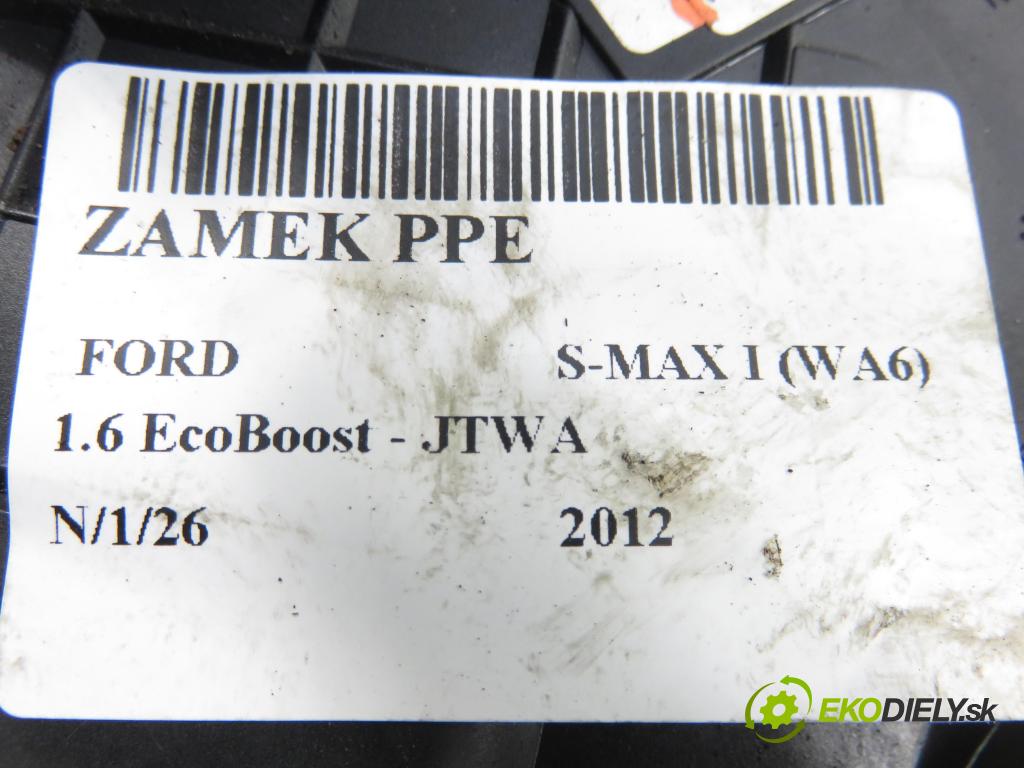 ZAMEK PPE
FORD S-MAX I (WA6)
1.6 EcoBoost - JTWA
N/1/26 2012
EKODIELY.sk